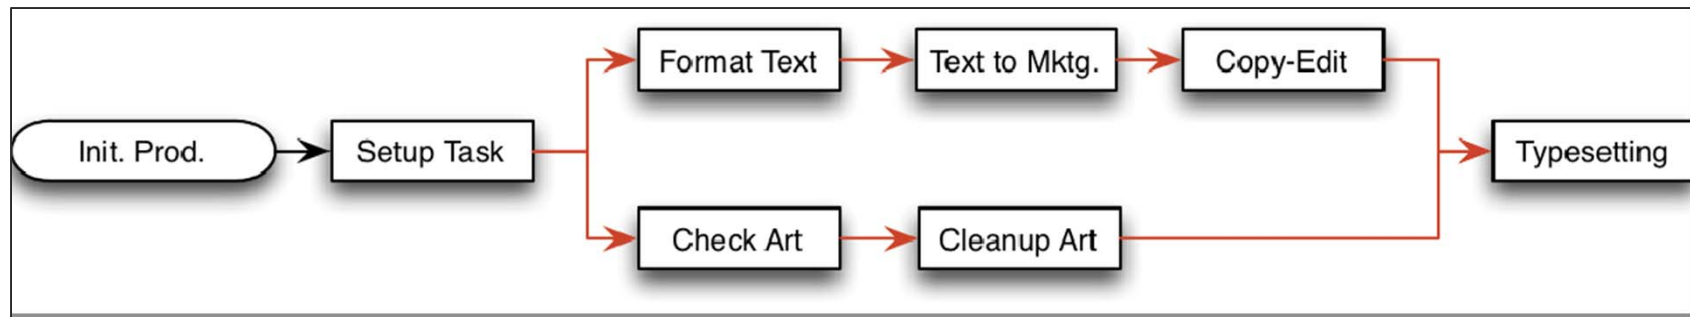 Format Text
Text to Mktg.
Copy-Edit
Init. Prod.
Setup Task
Typesetting
Check Art
Cleanup Art